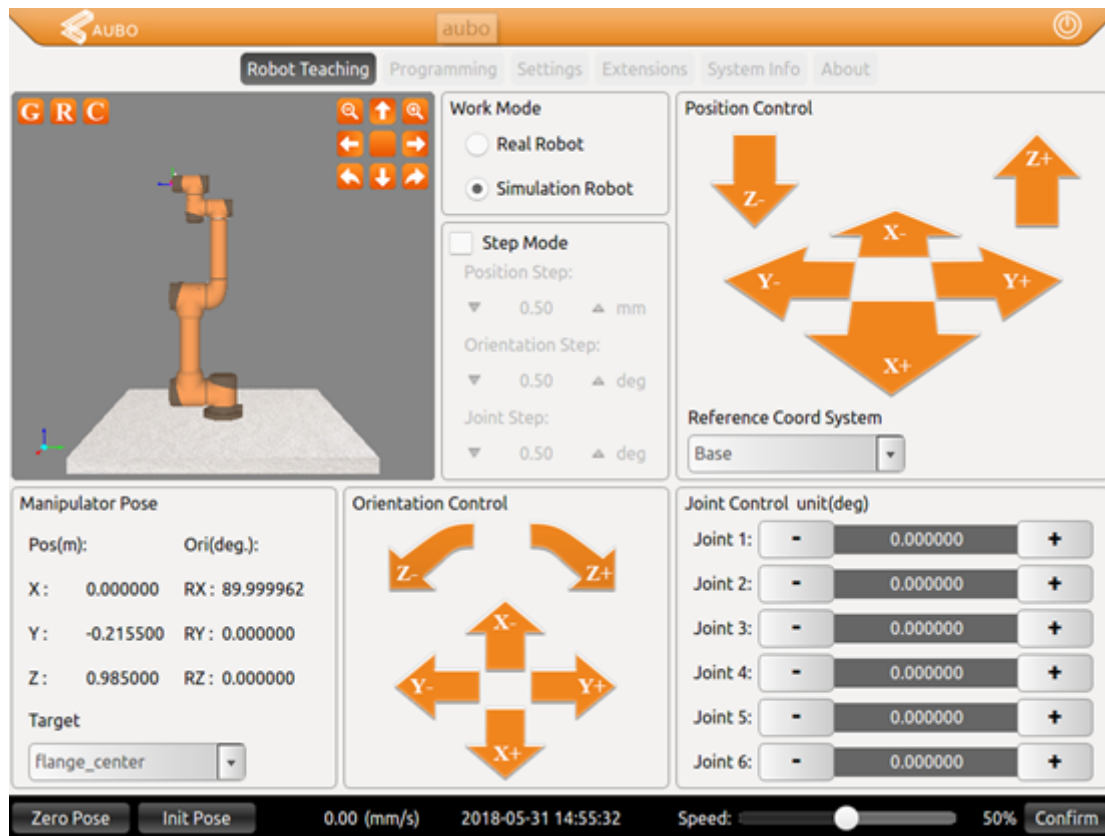 AUBO
aubo
Robot Teaching Programming Settings Extensions System Info About
G R C
Work Mode
Real Robot
Simulation Robot
Step Mode
Position Step:
0.50 mm
Orientation Step:
0.50 deg
Joint Step:
0.50 deg
Position Control
Z-
Z+
X-
Y-
Y+
X+
Reference Coord System
Base
Manipulator Pose
Pos(m): Ori(deg.):
X: 0.000000 RX: 89.999962
Y: -0.215500 RY: 0.000000
Z: 0.985000 RZ: 0.000000
Target
flange_center
Orientation Control
Z-
Z+
X-
Y-
Y+
X+
Joint Control unit(deg)
Joint 1: - 0.000000 +
Joint 2: - 0.000000 +
Joint 3: - 0.000000 +
Joint 4: - 0.000000 +
Joint 5: - 0.000000 +
Joint 6: - 0.000000 +
Zero Pose Init Pose 0.00 (mm/s) 2018-05-31 14:55:32 Speed: 50% Confirm